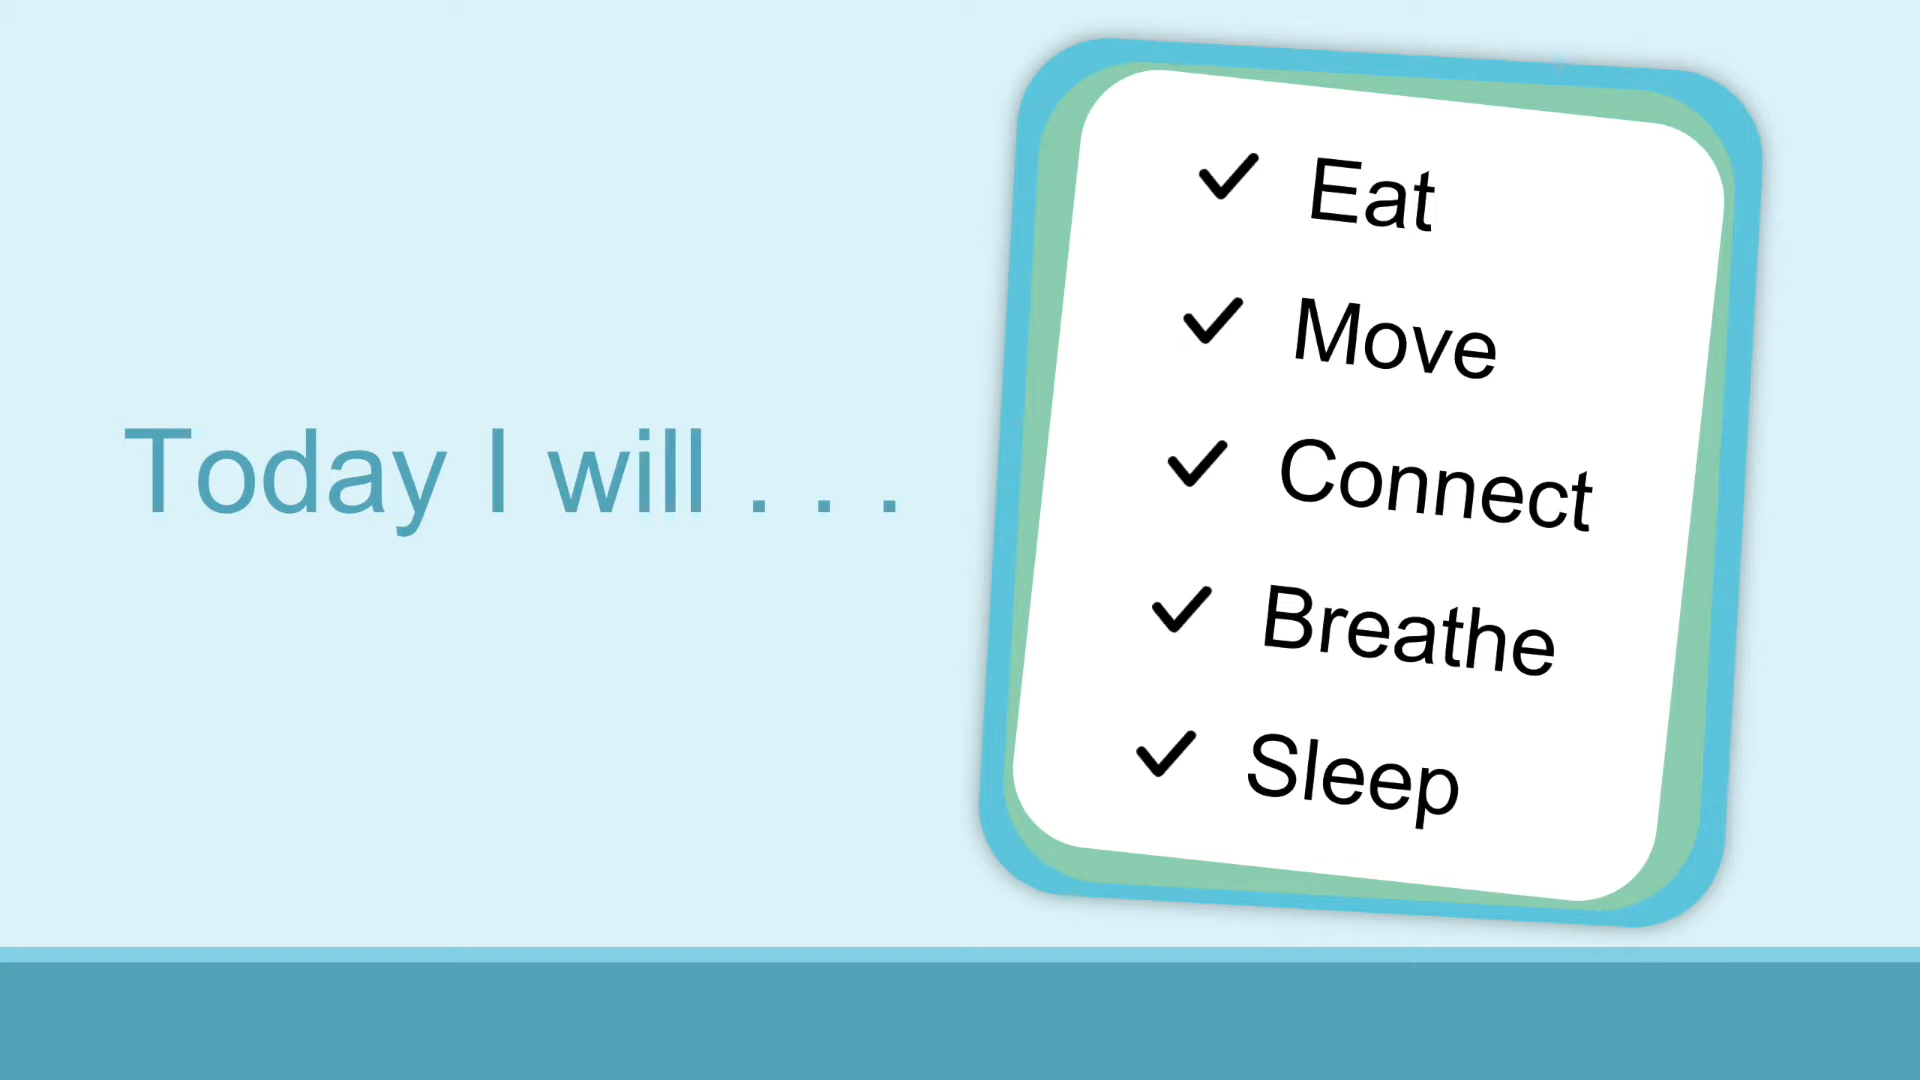 Today I will . . .
Eat
Move
Connect
Breathe
Sleep